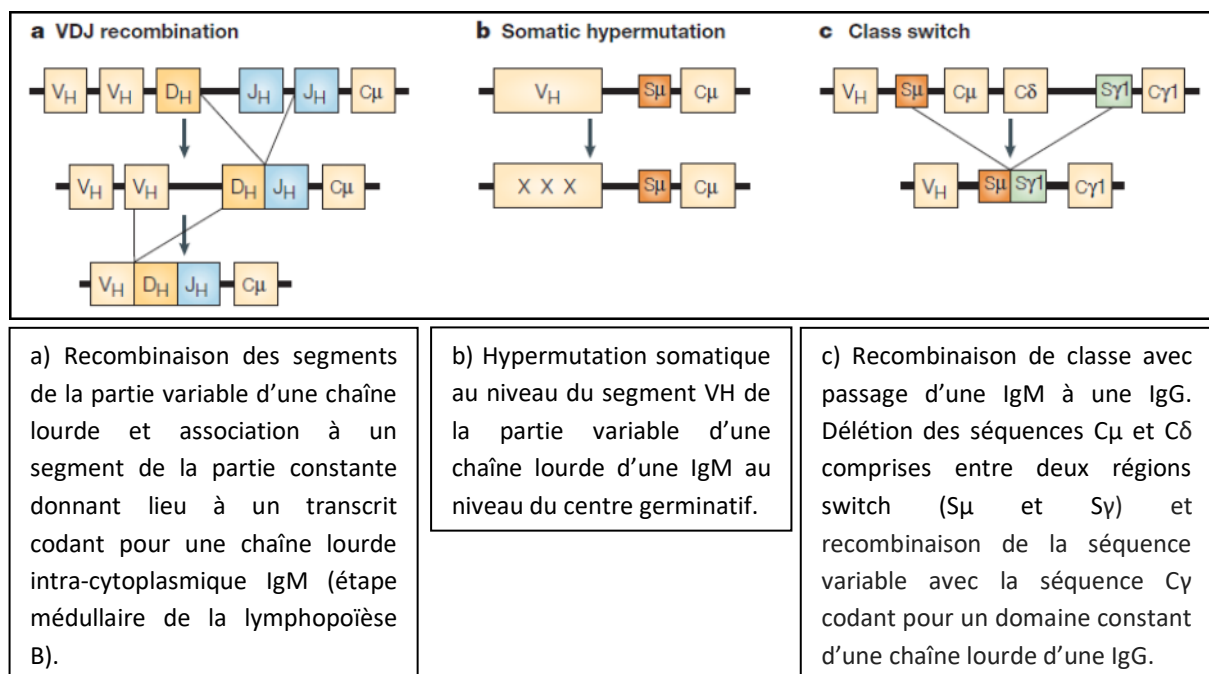 a VDJ recombination
VH VH DH JH JH Cμ
VH VH DH JH Cμ
VH DH JH Cμ
b Somatic hypermutation
VH Sμ Cμ
X X X Sμ Cμ
c Class switch
VH Sμ Cμ Cδ Sγ1 Cγ1
VH Sμ Sγ1 Cγ1
a) Recombinaison des segments
de la partie variable d’une chaîne
lourde et association à un
segment de la partie constante
donnant lieu à un transcrit
codant pour une chaîne lourde
intra-cytoplasmique IgM (étape
médullaire de la lymphopoïèse
B).
b) Hypermutation somatique
au niveau du segment VH de
la partie variable d’une
chaîne lourde d’une IgM au
niveau du centre germinatif.
c) Recombinaison de classe avec
passage d’une IgM à une IgG.
Délétion des séquences Cμ et Cδ
comprises entre deux régions
switch (Sμ et Sγ) et
recombinaison de la séquence
variable avec la séquence Cγ
codant pour un domaine constant
d’une chaîne lourde d’une IgG.